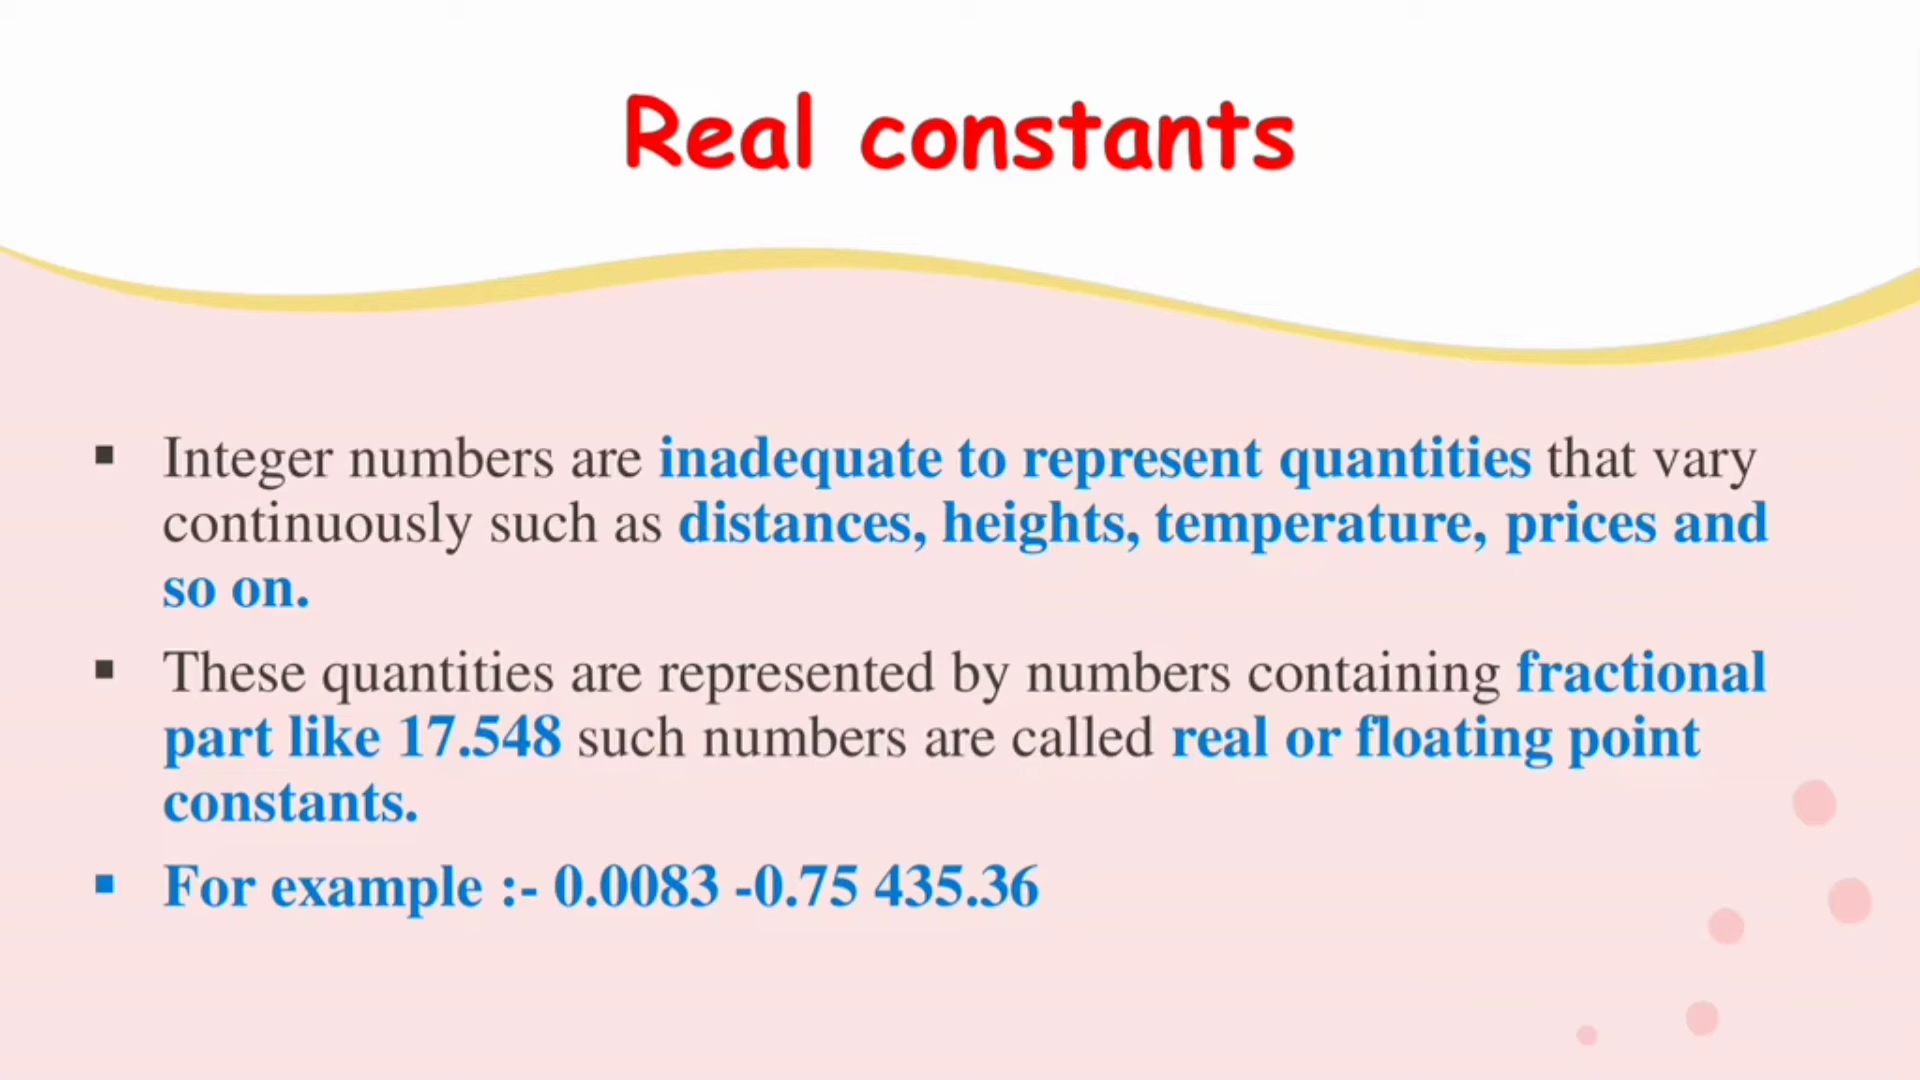 Real constants
▪ Integer numbers are inadequate to represent quantities that vary
continuously such as distances, heights, temperature, prices and
so on.
▪ These quantities are represented by numbers containing fractional
part like 17.548 such numbers are called real or floating point
constants.
▪ For example :- 0.0083 -0.75 435.36